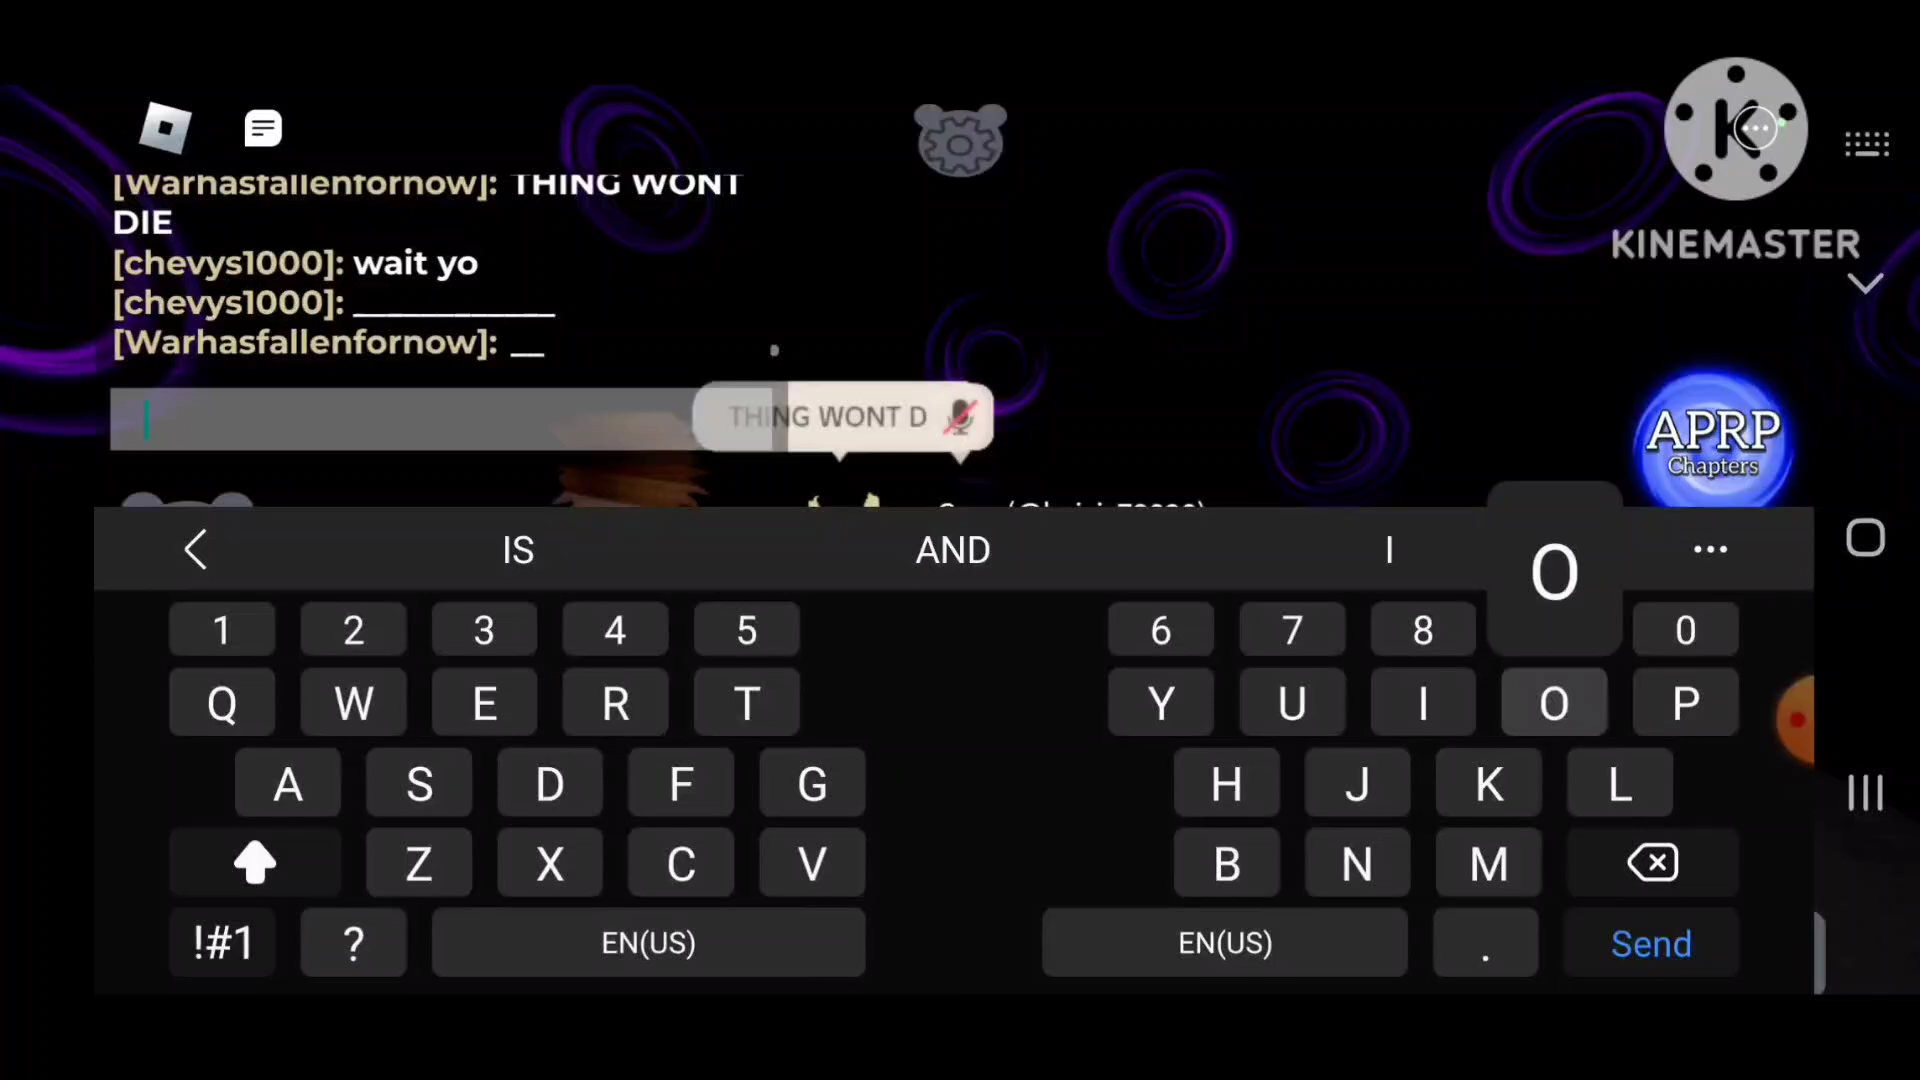 [Warhasfallenfornow]: THING WONT
DIE
[chevys1000]: wait yo
[chevys1000]: ____________
[Warhasfallenfornow]: __
THING WONT D
KINEMASTER
APRP
Chapters
IS AND I
O
1 2 3 4 5 6 7 8 0
Q W E R T Y U I O P
A S D F G H J K L
Z X C V B N M
!#1 ? EN(US) EN(US) . Send